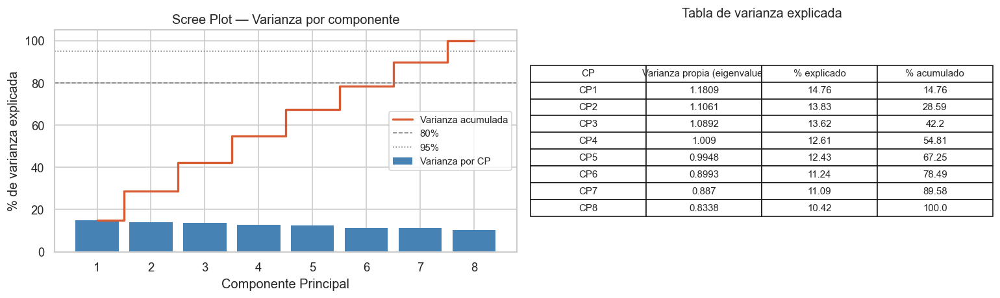 Scree Plot — Varianza por componente
% de varianza explicada
100
80
60
40
20
0
Varianza acumulada
80%
95%
Varianza por CP
1 2 3 4 5 6 7 8
Componente Principal
Tabla de varianza explicada
CP Varianza propia (eigenvalue % explicado % acumulado
CP1 1.1809 14.76 14.76
CP2 1.1061 13.83 28.59
CP3 1.0892 13.62 42.2
CP4 1.009 12.61 54.81
CP5 0.9948 12.43 67.25
CP6 0.8993 11.24 78.49
CP7 0.887 11.09 89.58
CP8 0.8338 10.42 100.0